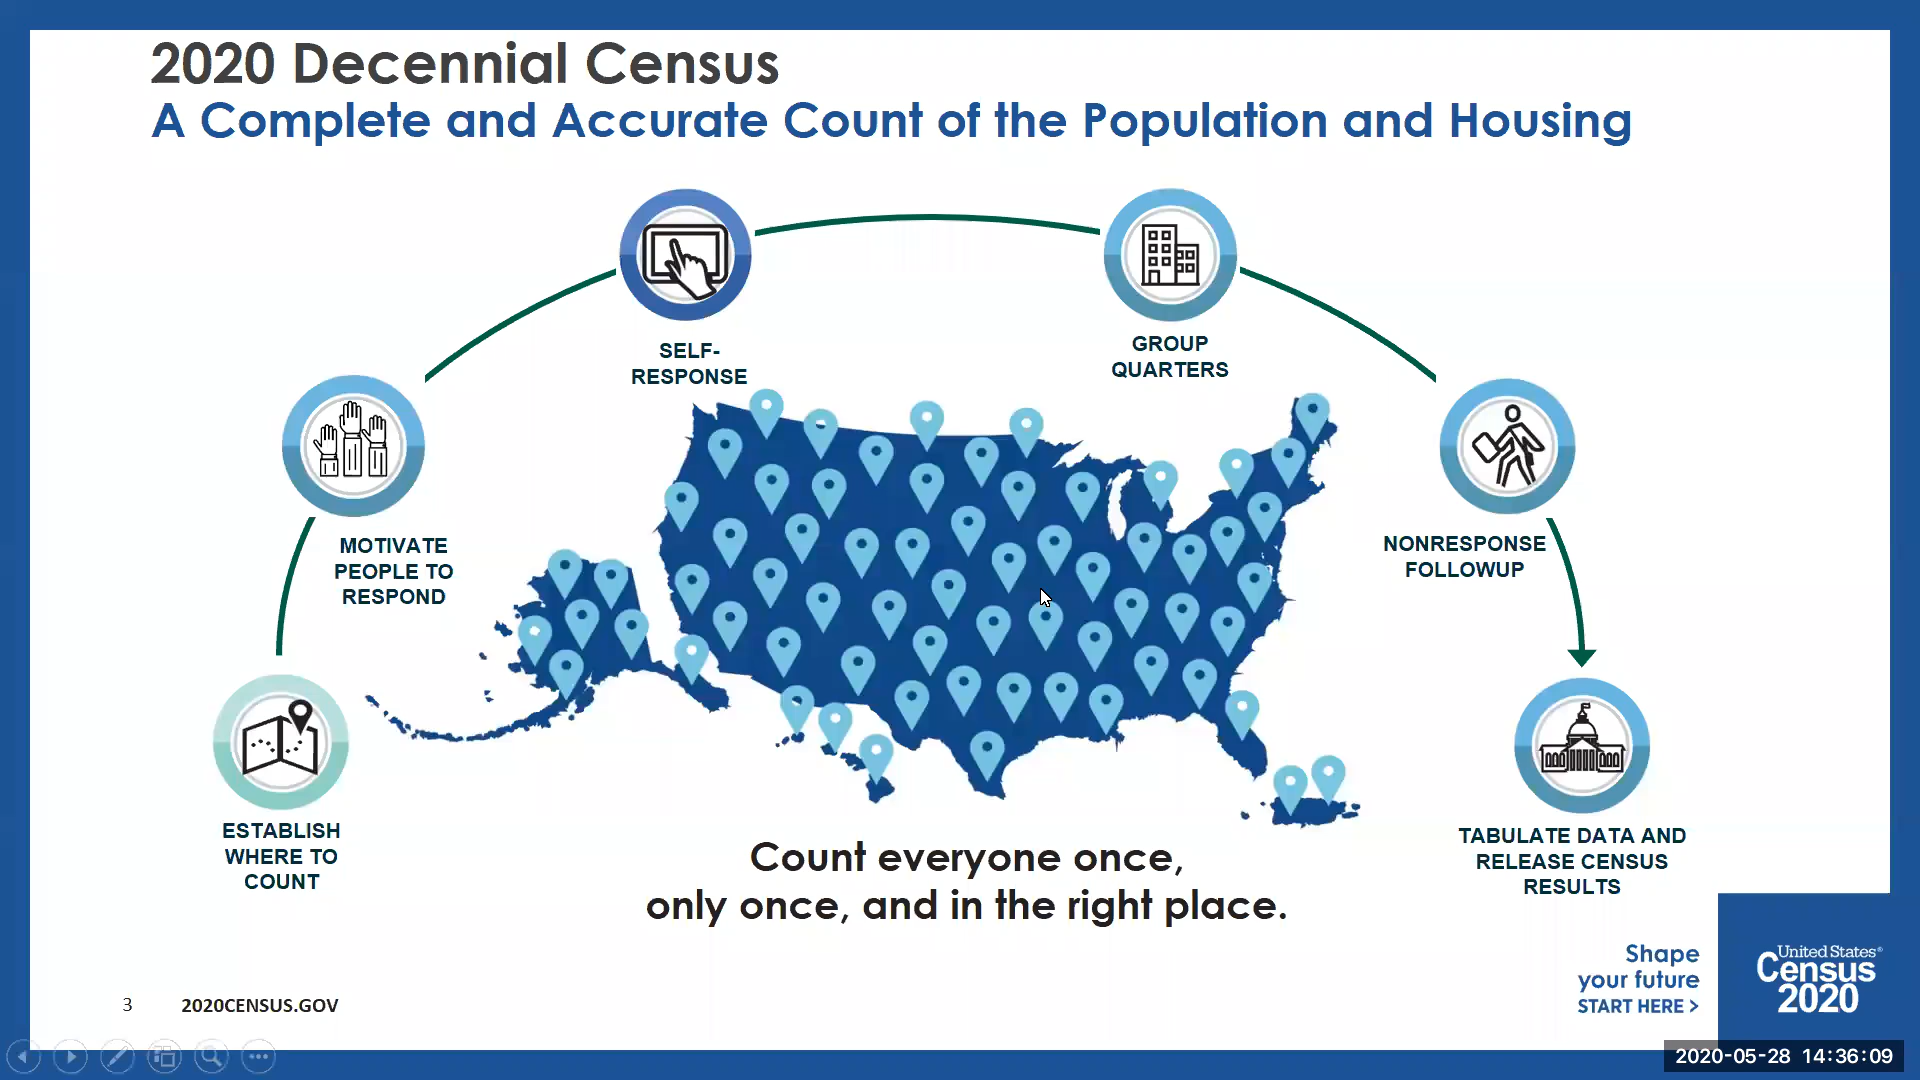 2020 Decennial Census
A Complete and Accurate Count of the Population and Housing
SELF-
RESPONSE
GROUP
QUARTERS
MOTIVATE
PEOPLE TO
RESPOND
NONRESPONSE
FOLLOWUP
ESTABLISH
WHERE TO
COUNT
TABULATE DATA AND
RELEASE CENSUS
RESULTS
Count everyone once,
only once, and in the right place.
Shape
your future
START HERE >
United States®
Census
2020
3
2020CENSUS.GOV
2020-05-28 14:36:09